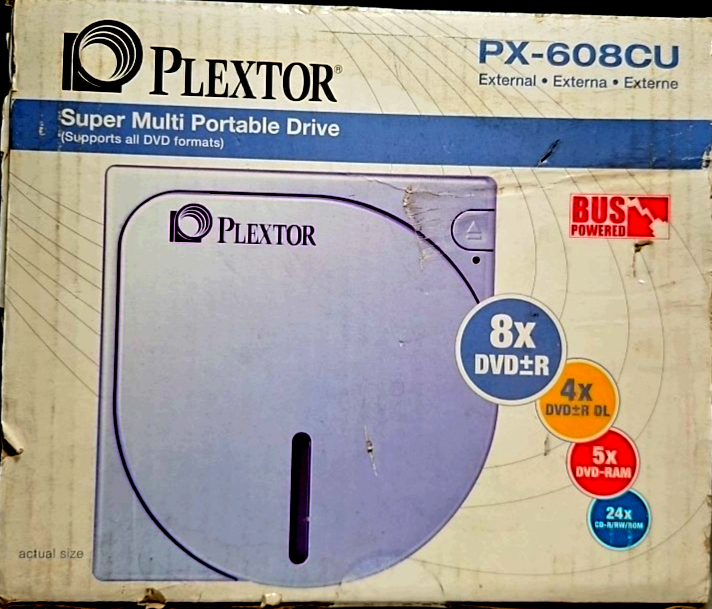 PLEXTOR®
PX-608CU
External • Externa • Externe
Super Multi Portable Drive
(Supports all DVD formats)
PLEXTOR
BUS
POWERED
8x
DVD±R
4x
DVD±R DL
5x
DVD-RAM
24x
CD-R/RW/ROM
actual size